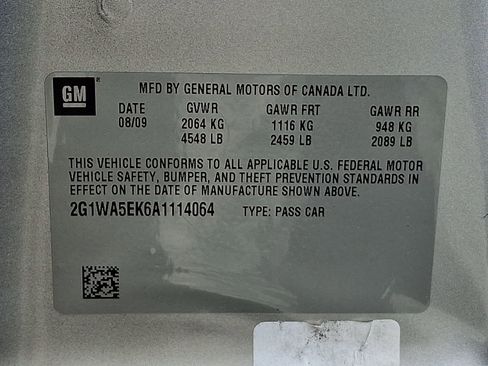 GM
MFD BY GENERAL MOTORS OF CANADA LTD.
DATE GVWR GAWR FRT GAWR RR
08/09 2064 KG 1116 KG 948 KG
4548 LB 2459 LB 2089 LB
THIS VEHICLE CONFORMS TO ALL APPLICABLE U.S. FEDERAL MOTOR
VEHICLE SAFETY, BUMPER, AND THEFT PREVENTION STANDARDS IN
EFFECT ON THE DATE OF MANUFACTURE SHOWN ABOVE.
2G1WA5EK6A1114064 TYPE: PASS CAR